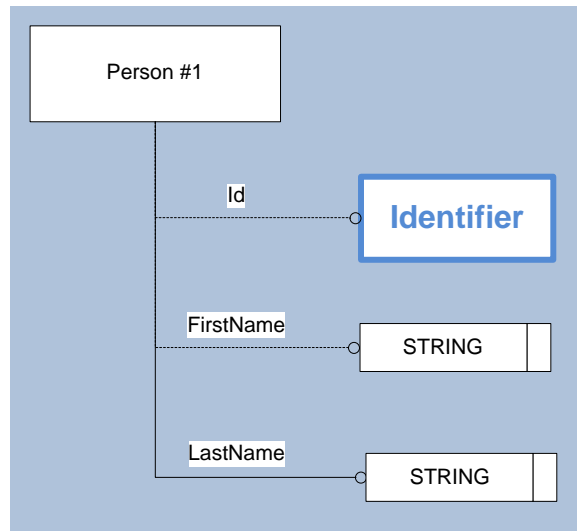 Person #1
Id
Identifier
FirstName
STRING
LastName
STRING